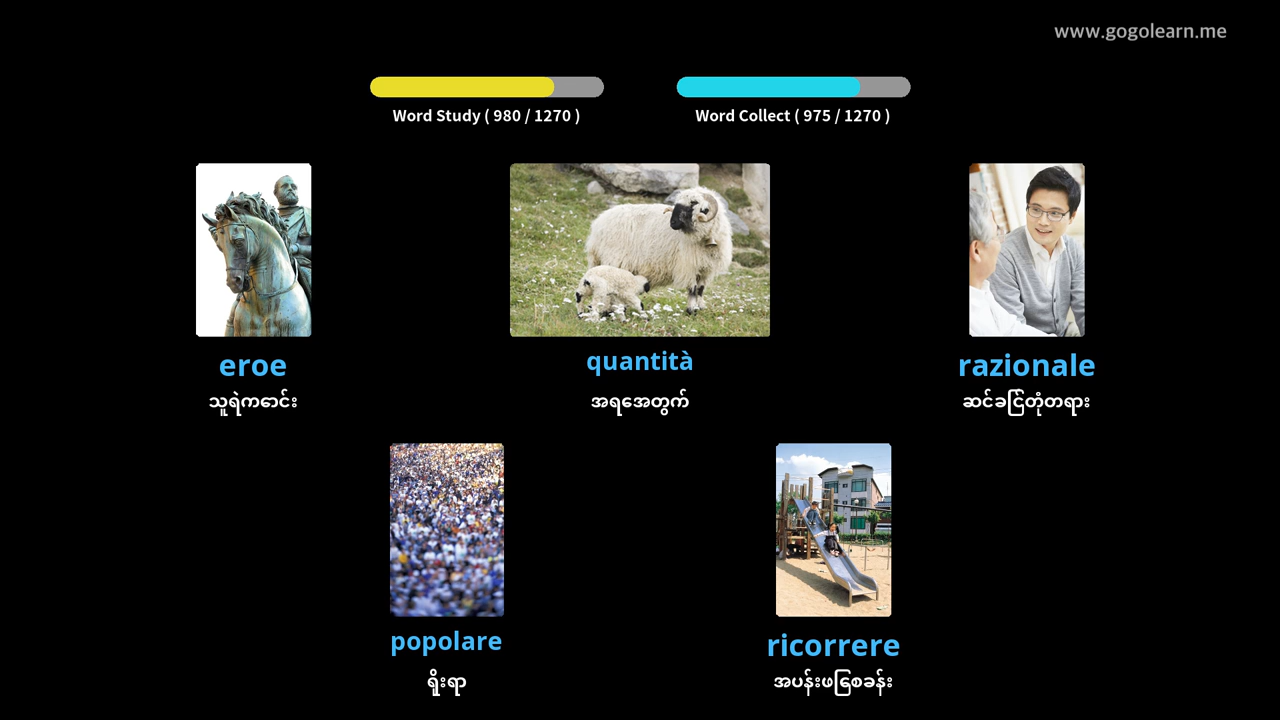 www.gogolearn.me
Word Study ( 980 / 1270 )
Word Collect ( 975 / 1270 )
eroe
quantità
razionale
သူရဲကောင်း
အရအေတွက်
ဆင်ခြင်တုံတရား
popolare
ricorrere
ရိုးရာ
အပန်းဖြေစခန်း